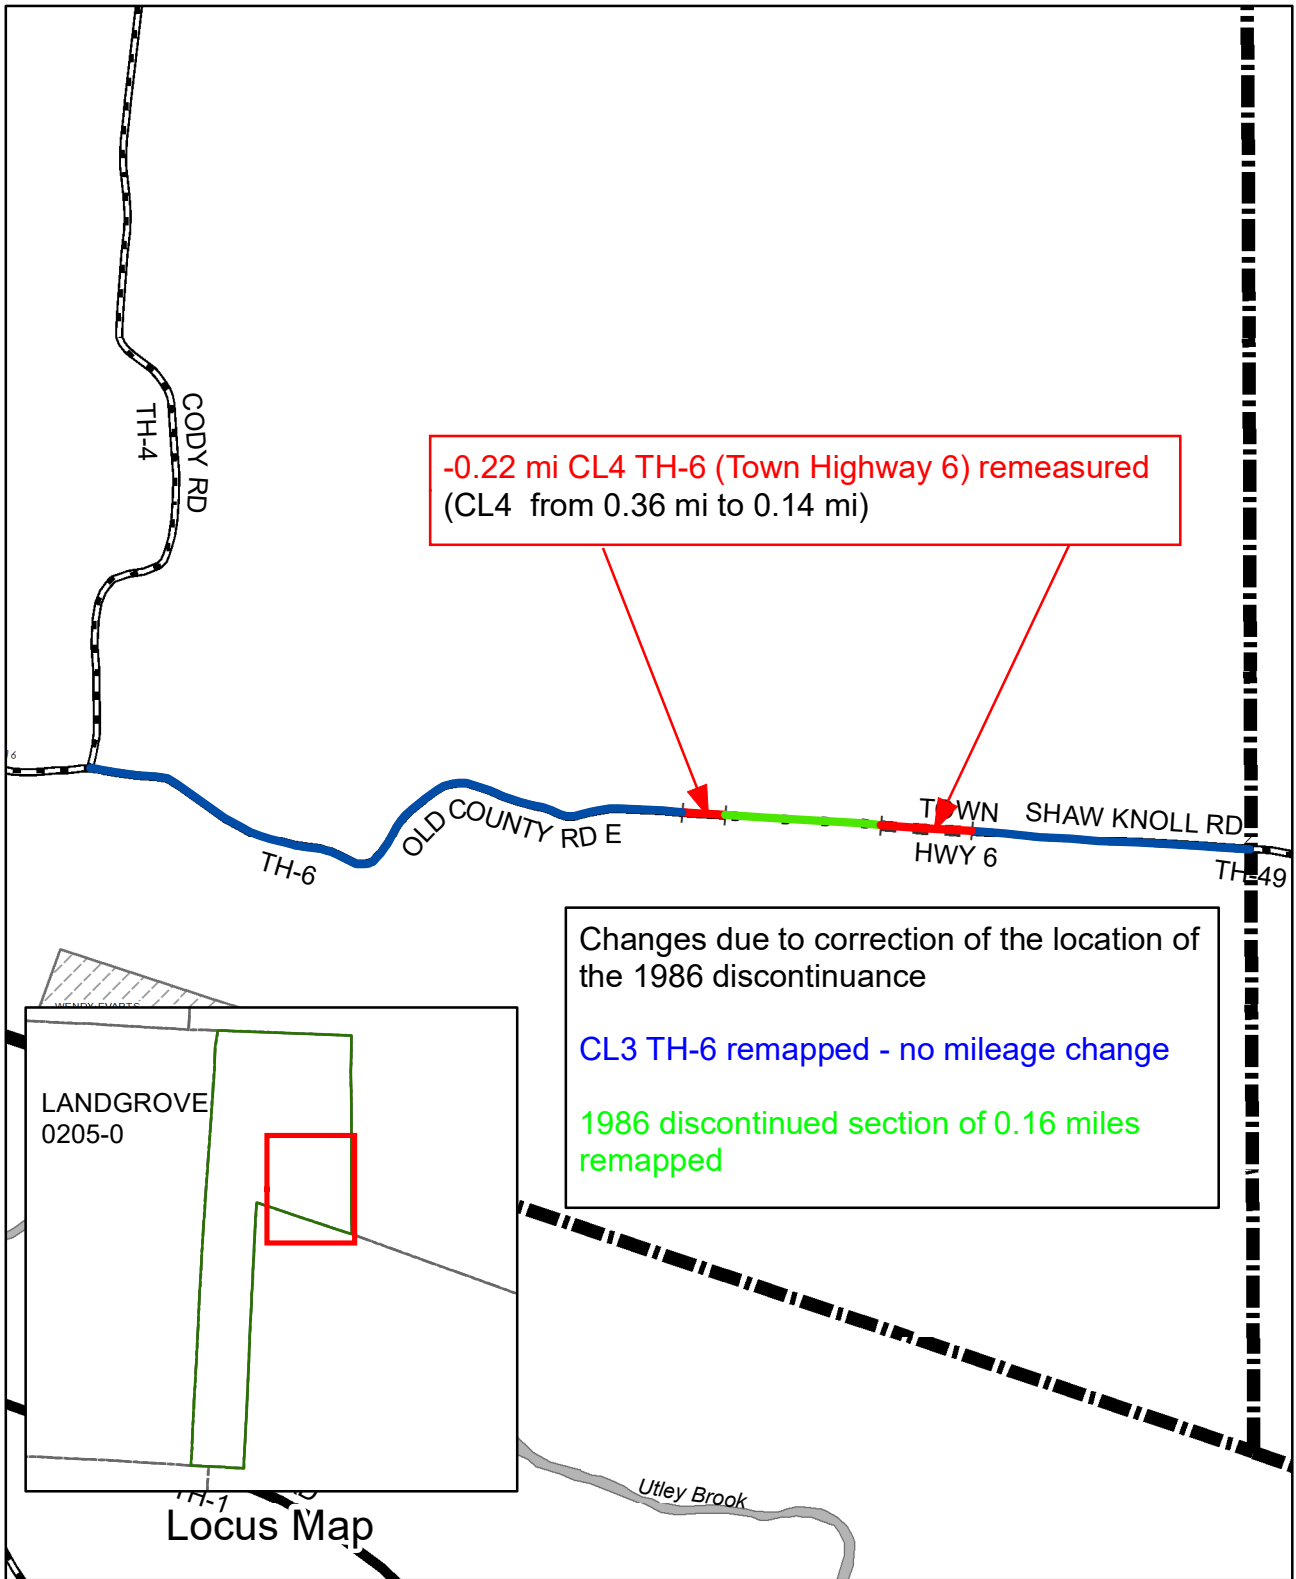 CODY RD
TH-4
-0.22 mi CL4 TH-6 (Town Highway 6) remeasured
(CL4 from 0.36 mi to 0.14 mi)
16
OLD COUNTY RD E
TH-6
TOWN
HWY 6
SHAW KNOLL RD
TH-49
Changes due to correction of the location of
the 1986 discontinuance
CL3 TH-6 remapped - no mileage change
1986 discontinued section of 0.16 miles
remapped
WENDY EVARTS
LANDGROVE
0205-0
TH-1
Locus Map
Utley Brook